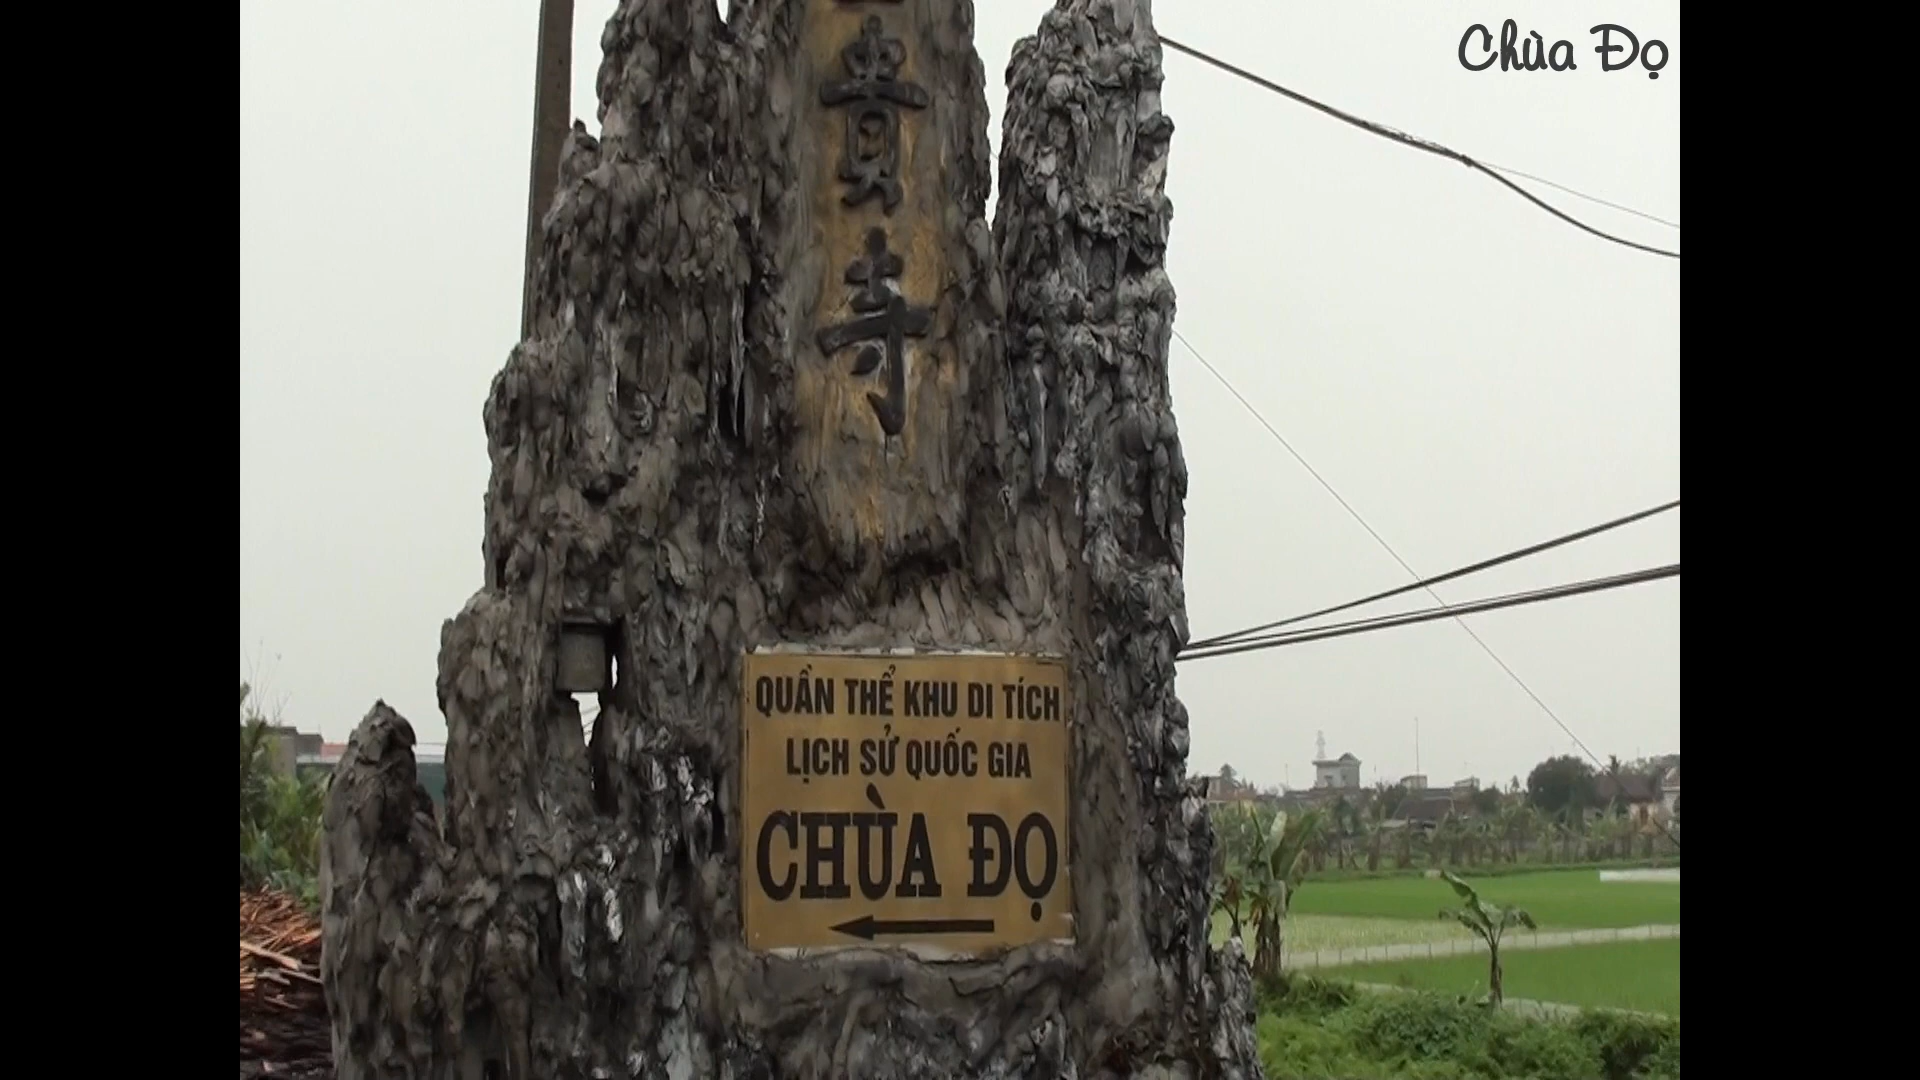 Chùa Đọ
貴
寺
QUẦN THỂ KHU DI TÍCH
LỊCH SỬ QUỐC GIA
CHÙA ĐỌ